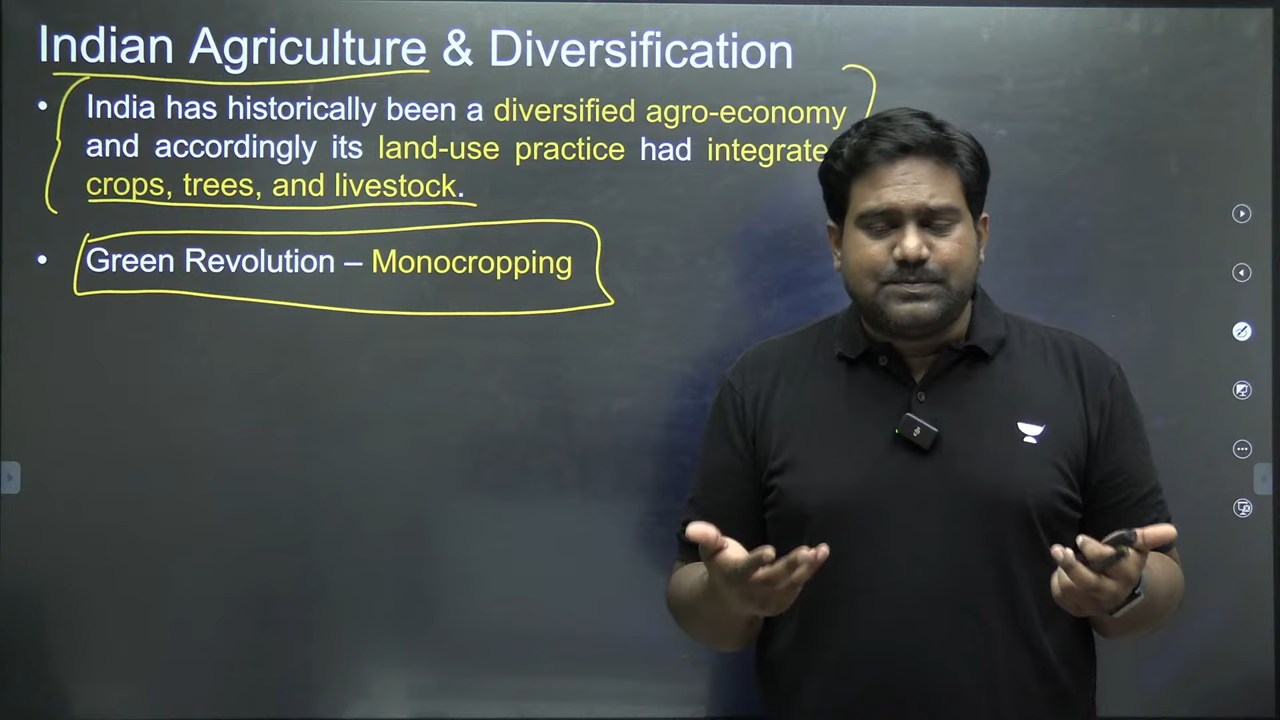 Indian Agriculture & Diversification
• India has historically been a diversified agro-economy
and accordingly its land-use practice had integrate
crops, trees, and livestock.
• Green Revolution – Monocropping